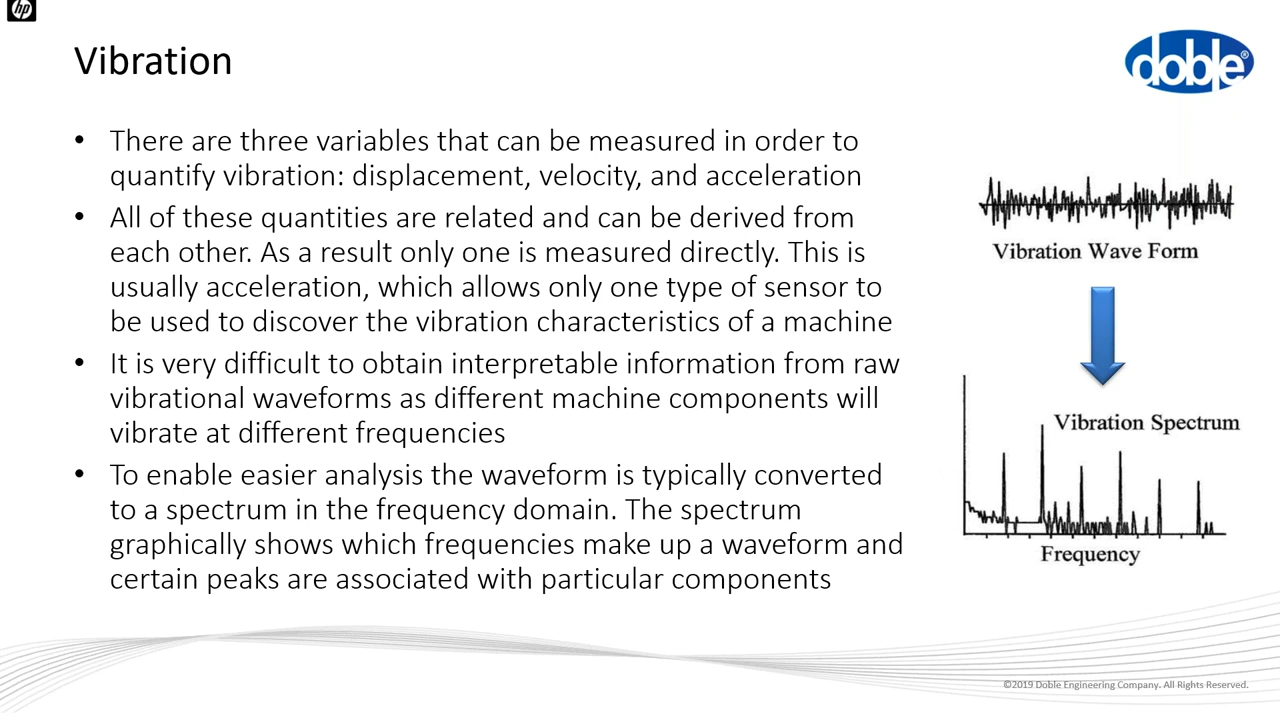 hp
Vibration
doble®
• There are three variables that can be measured in order to
quantify vibration: displacement, velocity, and acceleration
• All of these quantities are related and can be derived from
each other. As a result only one is measured directly. This is
usually acceleration, which allows only one type of sensor to
be used to discover the vibration characteristics of a machine
• It is very difficult to obtain interpretable information from raw
vibrational waveforms as different machine components will
vibrate at different frequencies
• To enable easier analysis the waveform is typically converted
to a spectrum in the frequency domain. The spectrum
graphically shows which frequencies make up a waveform and
certain peaks are associated with particular components
Vibration Wave Form
Vibration Spectrum
Frequency
©2019 Doble Engineering Company. All Rights Reserved.